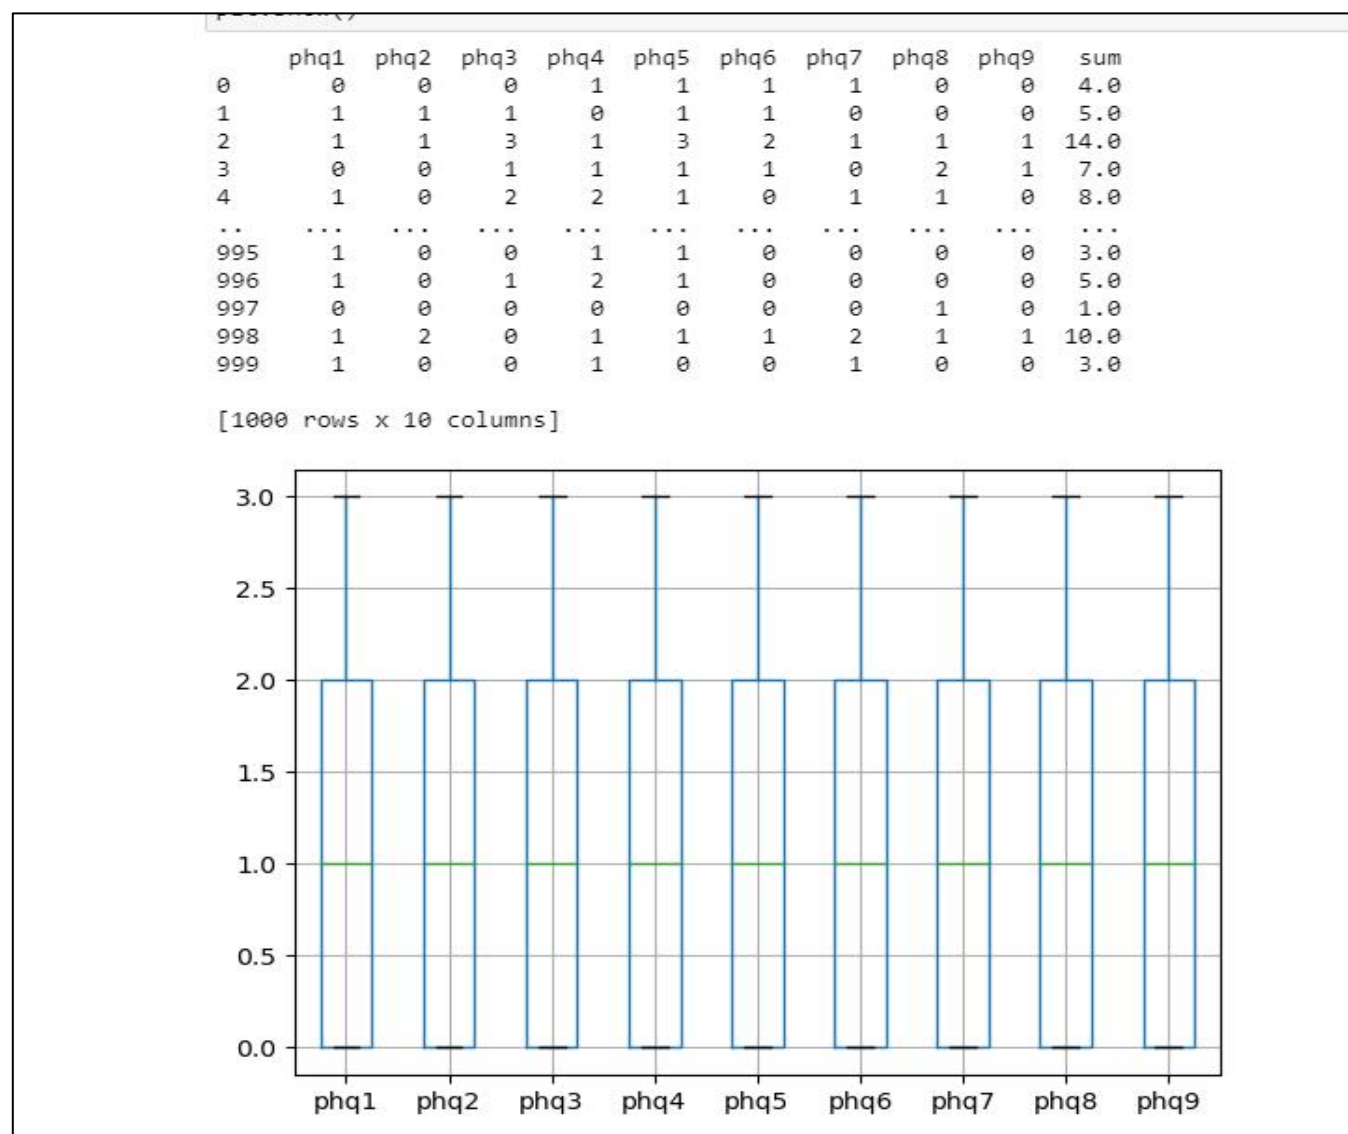 phq1 phq2 phq3 phq4 phq5 phq6 phq7 phq8 phq9 sum
0 0 0 0 1 1 1 1 0 0 4.0
1 1 1 1 0 1 1 0 0 0 5.0
2 1 1 3 1 3 2 1 1 1 14.0
3 0 0 1 1 1 1 0 2 1 7.0
4 1 0 2 2 1 0 1 1 0 8.0
.. ... ... ... ... ... ... ... ... ... ...
995 1 0 0 1 1 0 0 0 0 3.0
996 1 0 1 2 1 0 0 0 0 5.0
997 0 0 0 0 0 0 0 1 0 1.0
998 1 2 0 1 1 1 2 1 1 10.0
999 1 0 0 1 0 0 1 0 0 3.0
[1000 rows x 10 columns]
3.0
2.5
2.0
1.5
1.0
0.5
0.0
phq1 phq2 phq3 phq4 phq5 phq6 phq7 phq8 phq9